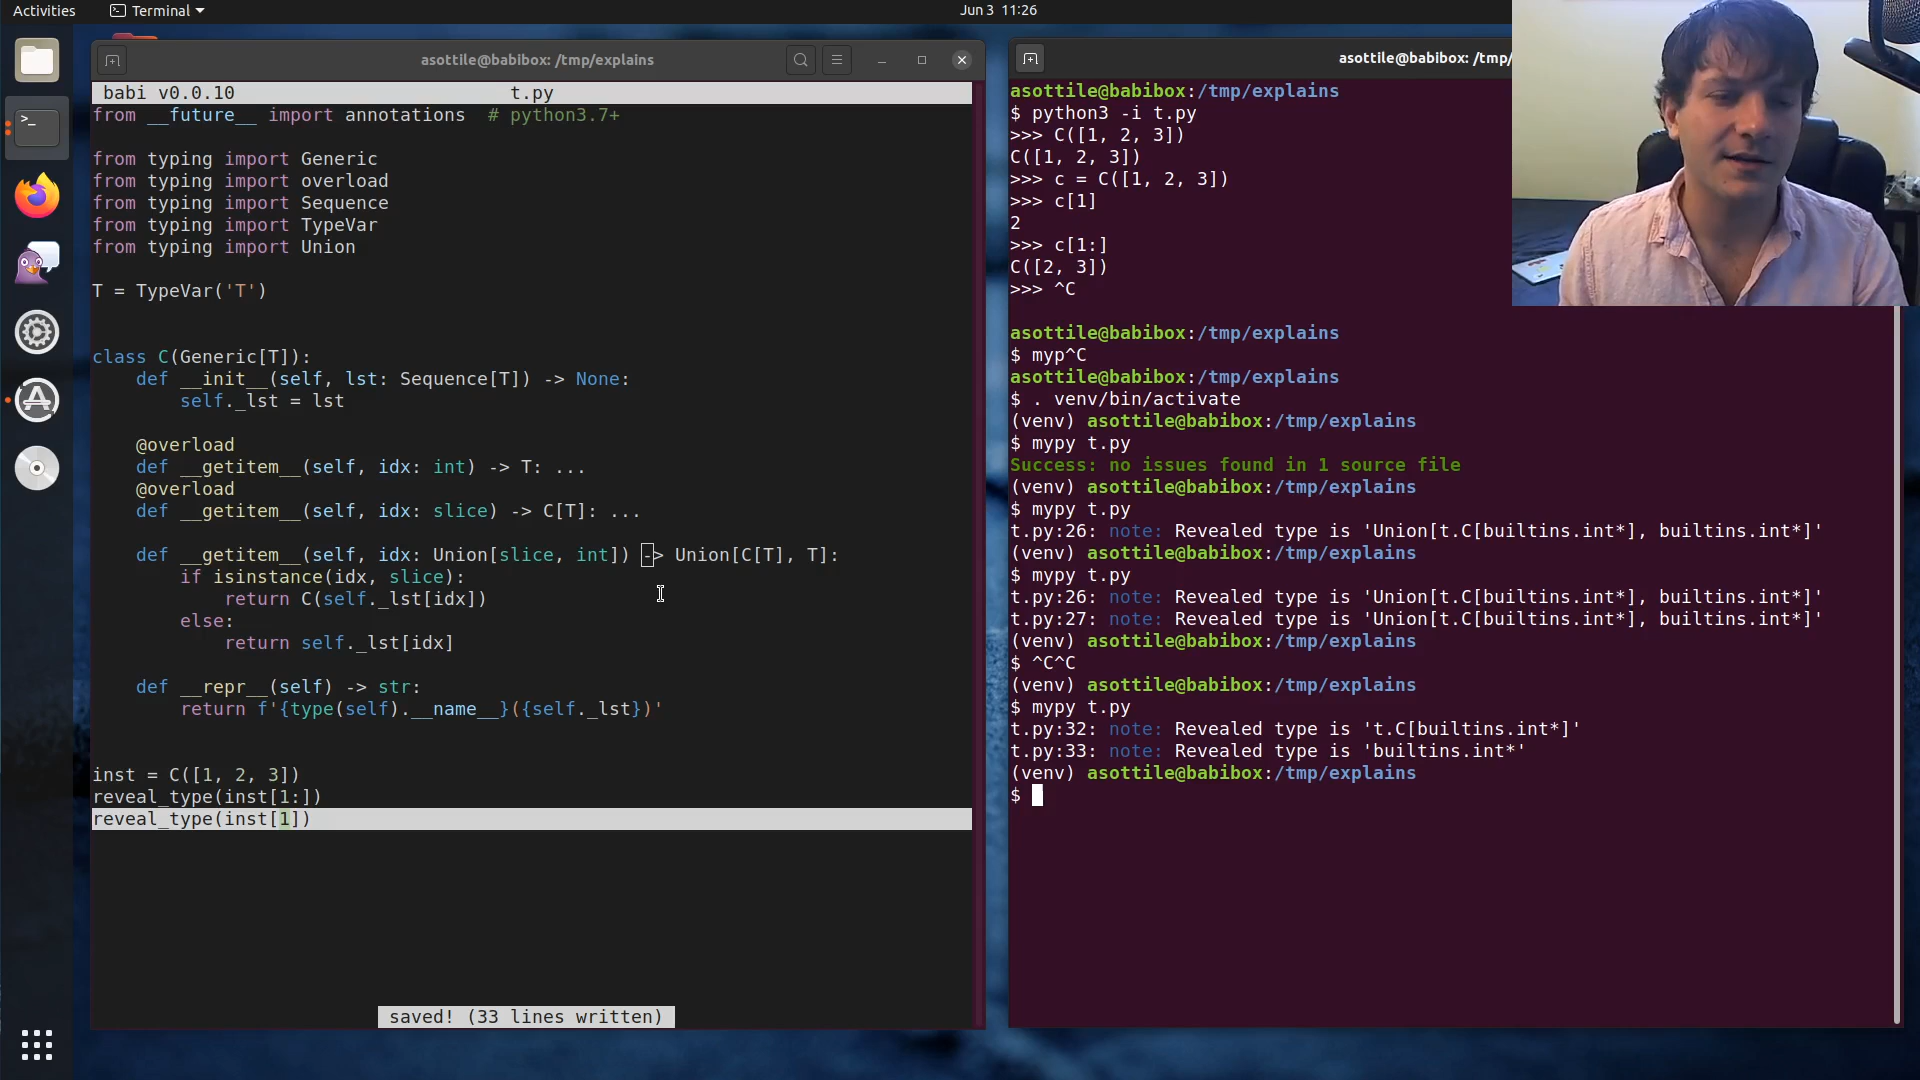 Activities
Terminal
Jun 3 11:26
asottile@babibox: /tmp/explains
babi v0.0.10 t.py
from __future__ import annotations  # python3.7+
from typing import Generic
from typing import overload
from typing import Sequence
from typing import TypeVar
from typing import Union
T = TypeVar('T')
class C(Generic[T]):
    def __init__(self, lst: Sequence[T]) -> None:
        self._lst = lst
    @overload
    def __getitem__(self, idx: int) -> T: ...
    @overload
    def __getitem__(self, idx: slice) -> C[T]: ...
    def __getitem__(self, idx: Union[slice, int]) -> Union[C[T], T]:
        if isinstance(idx, slice):
            return C(self._lst[idx])
        else:
            return self._lst[idx]
    def __repr__(self) -> str:
        return f'{type(self).__name__}({self._lst})'
inst = C([1, 2, 3])
reveal_type(inst[1:])
reveal_type(inst[1])
saved! (33 lines written)
asottile@babibox: /tmp/
asottile@babibox:/tmp/explains
$ python3 -i t.py
>>> C([1, 2, 3])
C([1, 2, 3])
>>> c = C([1, 2, 3])
>>> c[1]
2
>>> c[1:]
C([2, 3])
>>> ^C
asottile@babibox:/tmp/explains
$ myp^C
asottile@babibox:/tmp/explains
$ . venv/bin/activate
(venv) asottile@babibox:/tmp/explains
$ mypy t.py
Success: no issues found in 1 source file
(venv) asottile@babibox:/tmp/explains
$ mypy t.py
t.py:26: note: Revealed type is 'Union[t.C[builtins.int*], builtins.int*]'
(venv) asottile@babibox:/tmp/explains
$ mypy t.py
t.py:26: note: Revealed type is 'Union[t.C[builtins.int*], builtins.int*]'
t.py:27: note: Revealed type is 'Union[t.C[builtins.int*], builtins.int*]'
(venv) asottile@babibox:/tmp/explains
$ ^C^C
(venv) asottile@babibox:/tmp/explains
$ mypy t.py
t.py:32: note: Revealed type is 't.C[builtins.int*]'
t.py:33: note: Revealed type is 'builtins.int*'
(venv) asottile@babibox:/tmp/explains
$